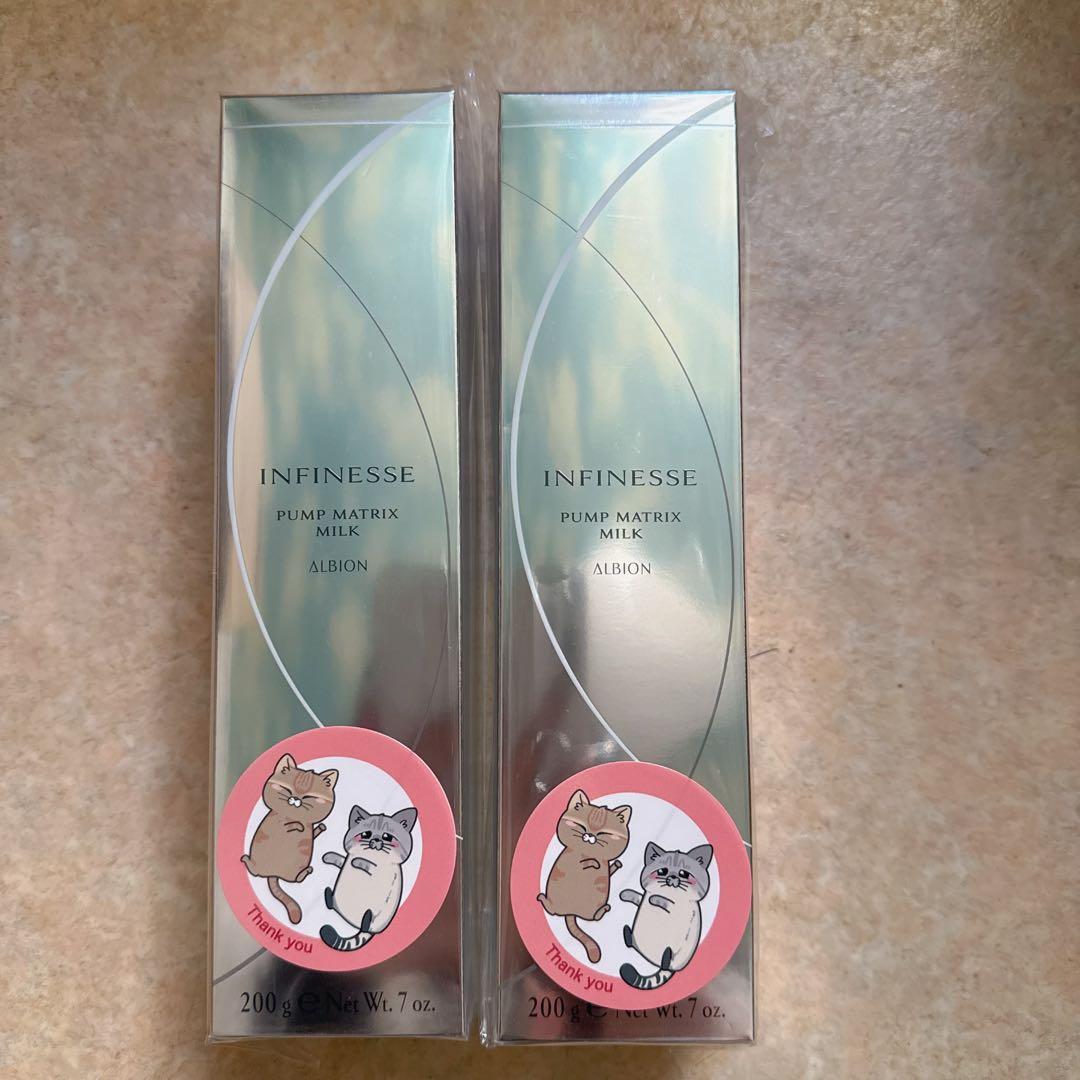 INFINESSE
PUMP MATRIX
MILK
ALBION
Thank you
200 g e Net Wt. 7 oz.
INFINESSE
PUMP MATRIX
MILK
ALBION
Thank you
200 g e Net Wt. 7 oz.